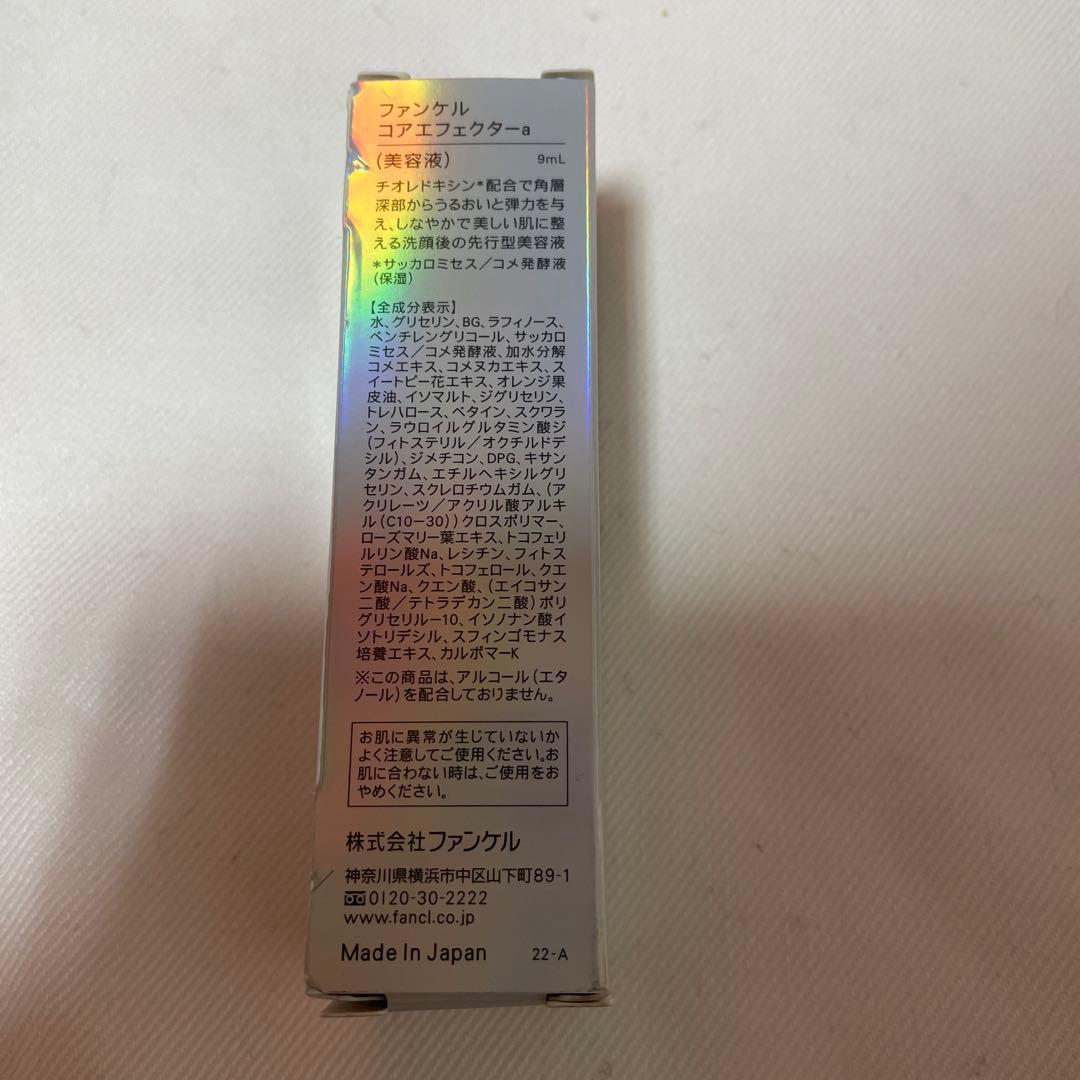 ファンケル
コアエフェクターa
(美容液) 9mL
チオレドキシン*配合で角層
深部からうるおいと弾力を与
え、しなやかで美しい肌に整
える洗顔後の先行型美容液
*サッカロミセス／コメ発酵液
(保湿)
【全成分表示】
水、グリセリン、BG、ラフィノース、
ペンチレングリコール、サッカロ
ミセス／コメ発酵液、加水分解
コメエキス、コメヌカエキス、ス
イートピー花エキス、オレンジ果
皮油、イソマルト、ジグリセリン、
トレハロース、ベタイン、スクワラ
ン、ラウロイルグルタミン酸ジ
(フィトステリル／オクチルドデ
シル)、ジメチコン、DPG、キサン
タンガム、エチルヘキシルグリ
セリン、スクレロチウムガム、(ア
クリレーツ／アクリル酸アルキ
ル(C10－30))クロスポリマー、
ローズマリー葉エキス、トコフェリ
ルリン酸Na、レシチン、フィトス
テロールズ、トコフェロール、クエ
ン酸Na、クエン酸、(エイコサン
二酸／テトラデカン二酸)ポリ
グリセリル－10、イソノナン酸イ
ソトリデシル、スフィンゴモナス
培養エキス、カルボマーK
※この商品は、アルコール(エタ
ノール)を配合しておりません。
お肌に異常が生じていないか
よく注意してご使用ください。お
肌に合わない時は、ご使用をお
やめください。
株式会社ファンケル
神奈川県横浜市中区山下町89-1
0120-30-2222
www.fancl.co.jp
Made In Japan 22-A